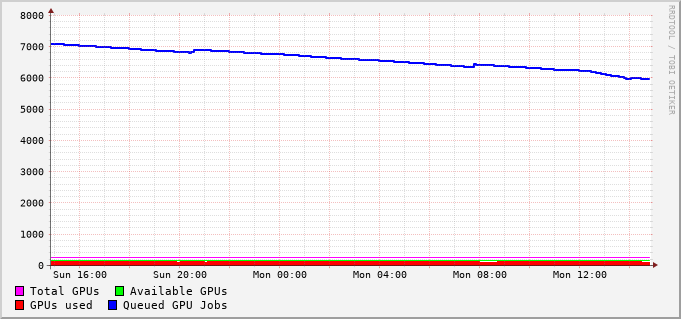 8000
7000
6000
5000
4000
3000
2000
1000
0
Sun 16:00 Sun 20:00 Mon 00:00 Mon 04:00 Mon 08:00 Mon 12:00
Total GPUs Available GPUs
GPUs used Queued GPU Jobs
RRDTOOL / TOBI OETIKER